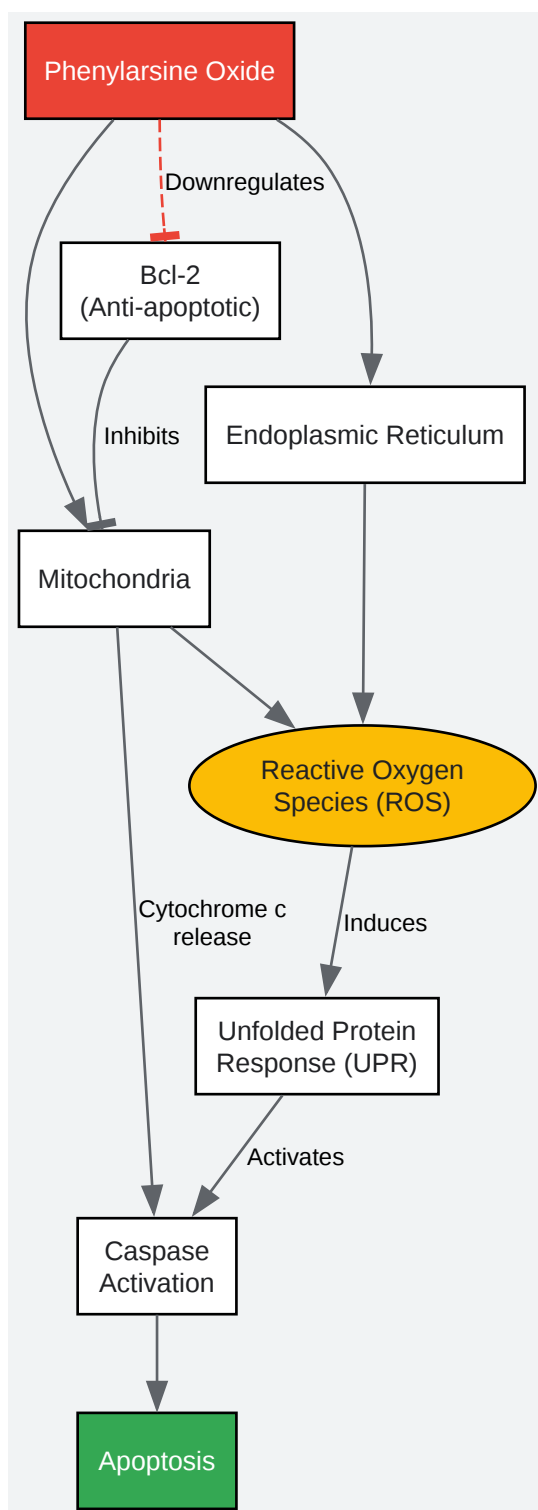 Phenylarsine Oxide
Downregulates
Bcl-2
(Anti-apoptotic)
Inhibits
Endoplasmic Reticulum
Mitochondria
Reactive Oxygen
Species (ROS)
Cytochrome c
release
Induces
Unfolded Protein
Response (UPR)
Activates
Caspase
Activation
Apoptosis